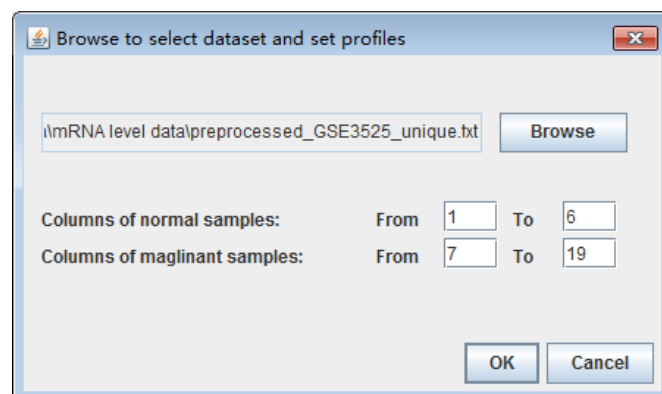 Browse to select dataset and set profiles
\mRNA level data\preprocessed_GSE3525_unique.txt Browse
Columns of normal samples: From 1 To 6
Columns of maglinant samples: From 7 To 19
OK Cancel